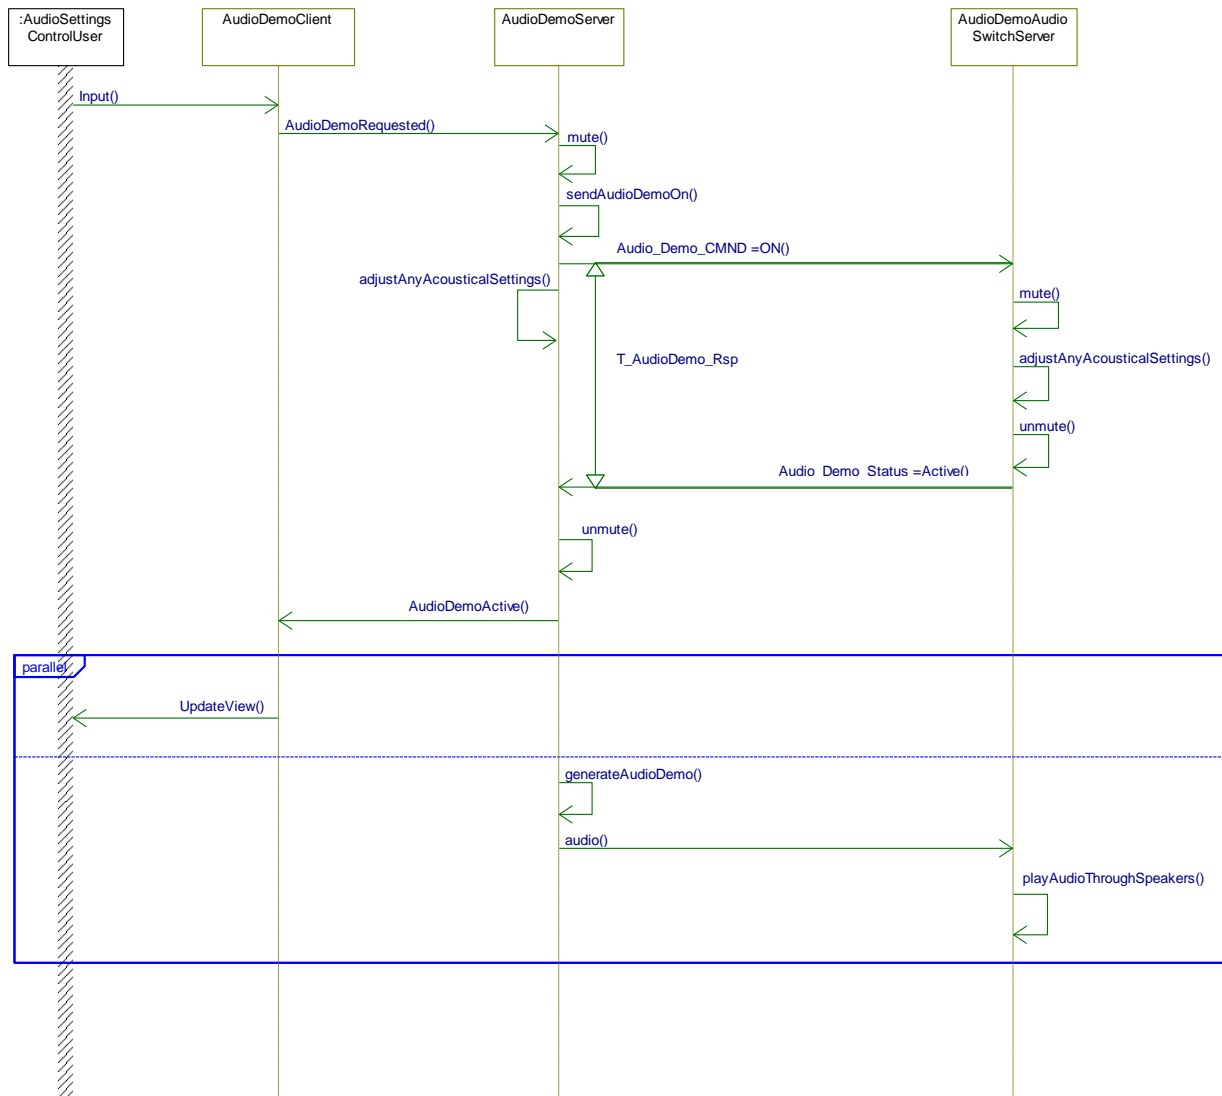 :AudioSettings
ControlUser
AudioDemoClient
AudioDemoServer
AudioDemoAudio
SwitchServer
Input()
AudioDemoRequested()
mute()
sendAudioDemoOn()
Audio_Demo_CMND =ON()
adjustAnyAcousticalSettings()
mute()
T_AudioDemo_Rsp
adjustAnyAcousticalSettings()
unmute()
Audio_Demo_Status =Active()
unmute()
AudioDemoActive()
parallel
UpdateView()
generateAudioDemo()
audio()
playAudioThroughSpeakers()